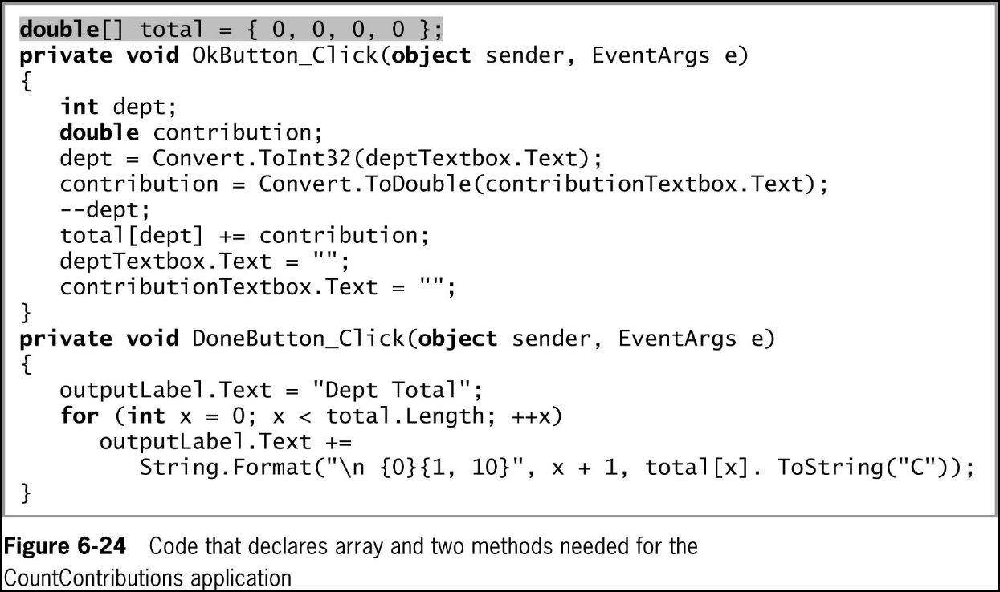 double[] total = { 0, 0, 0, 0 };
private void OkButton_Click(object sender, EventArgs e)
{
   int dept;
   double contribution;
   dept = Convert.ToInt32(deptTextbox.Text);
   contribution = Convert.ToDouble(contributionTextbox.Text);
   --dept;
   total[dept] += contribution;
   deptTextbox.Text = "";
   contributionTextbox.Text = "";
}
private void DoneButton_Click(object sender, EventArgs e)
{
   outputLabel.Text = "Dept Total";
   for (int x = 0; x < total.Length; ++x)
      outputLabel.Text +=
         String.Format("\n {0}{1, 10}", x + 1, total[x]. ToString("C"));
}
Figure 6-24 Code that declares array and two methods needed for the
CountContributions application